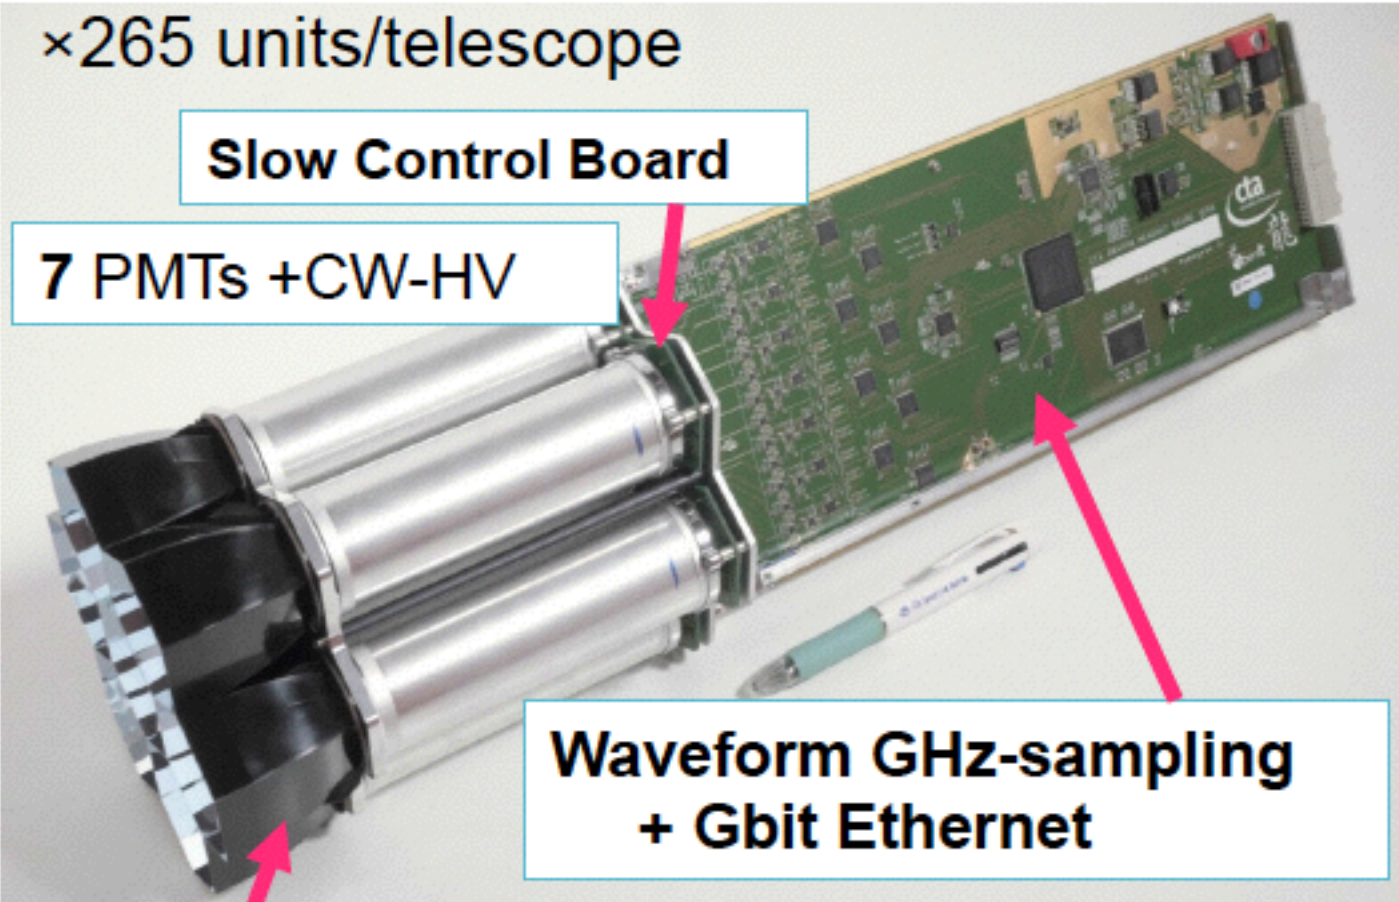 ×265 units/telescope
Slow Control Board
7 PMTs +CW-HV
cta
Waveform GHz-sampling
+ Gbit Ethernet